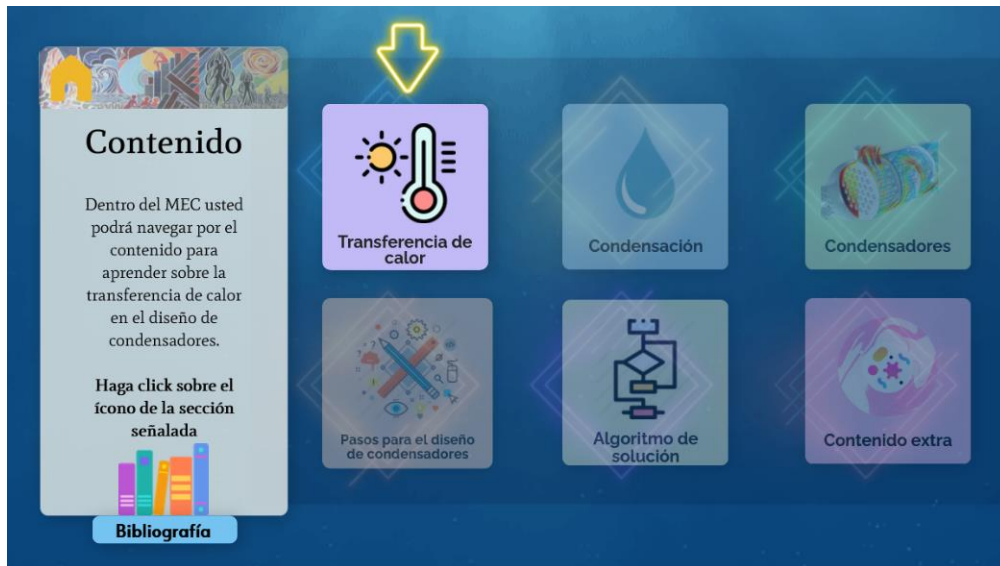 Contenido
Dentro del MEC usted
podrá navegar por el
contenido para
aprender sobre la
transferencia de calor
en el diseño de
condensadores.
Haga click sobre el
ícono de la sección
señalada
Bibliografía
Transferencia de
calor
Condensación
Condensadores
Pasos para el diseño
de condensadores
Algoritmo de
solución
Contenido extra